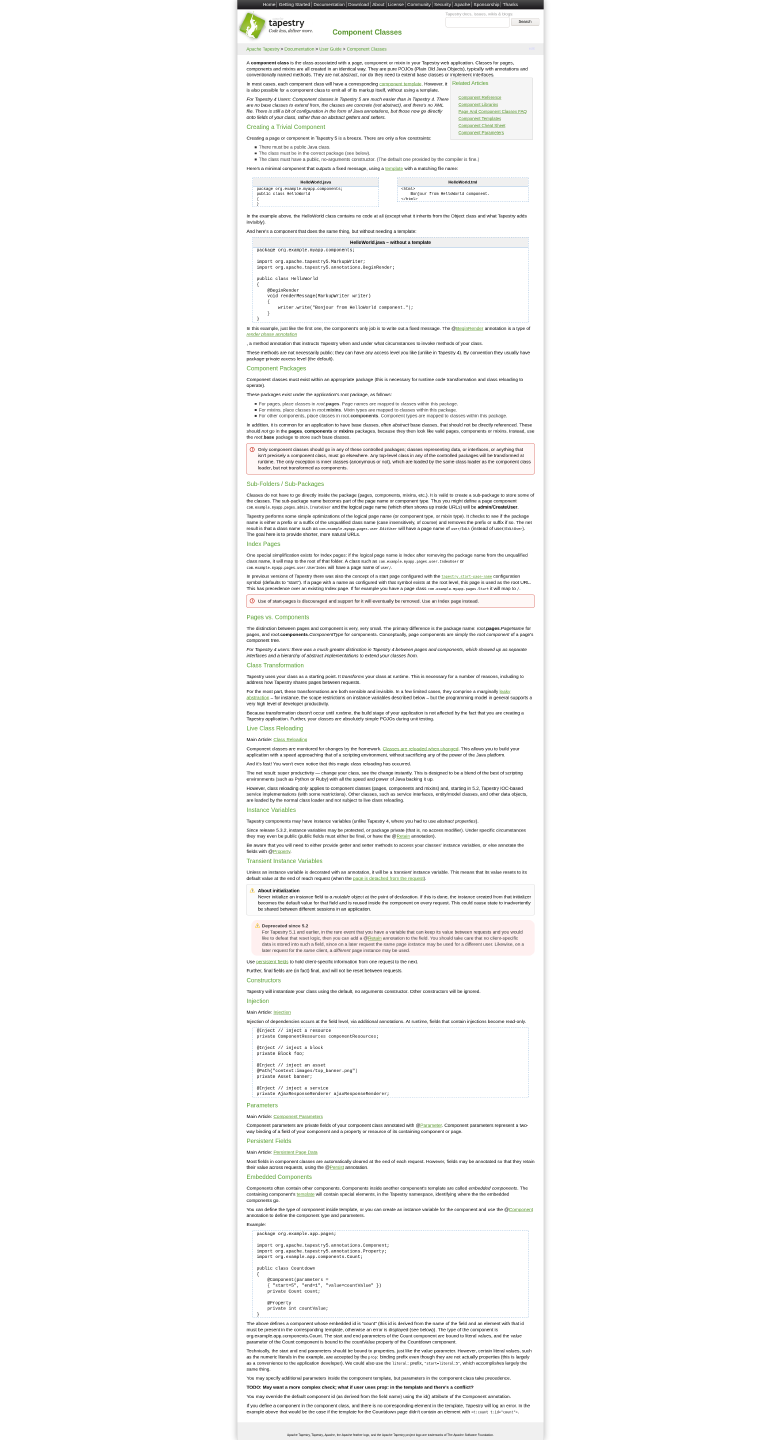 Home | Getting Started | Documentation | Download | About | License | Community | Security | Apache | Sponsorship | Thanks
tapestry
Code less, deliver more.
Component Classes
Tapestry docs, issues, wikis & blogs
Search
Apache Tapestry ► Documentation ► User Guide ► Component Classes
A component class is the class associated with a page, component or mixin in your Tapestry web application. Classes for pages,
components and mixins are all created in an identical way. They are pure POJOs (Plain Old Java Objects), typically with annotations and
conventionally named methods. They are not abstract, nor do they need to extend base classes or implement interfaces.
Related Articles
Component Reference
Component Libraries
Page And Component Classes FAQ
Component Templates
Component Cheat Sheet
Component Parameters
In most cases, each component class will have a corresponding component template. However, it
is also possible for a component class to emit all of its markup itself, without using a template.
For Tapestry 4 Users: Component classes in Tapestry 5 are much easier than in Tapestry 4. There
are no base classes to extend from, the classes are concrete (not abstract), and there's no XML
file. There is still a bit of configuration in the form of Java annotations, but those now go directly
onto fields of your class, rather than on abstract getters and setters.
Creating a Trivial Component
Creating a page or component in Tapestry 5 is a breeze. There are only a few constraints:
There must be a public Java class.
The class must be in the correct package (see below).
The class must have a public, no-arguments constructor. (The default one provided by the compiler is fine.)
Here's a minimal component that outputs a fixed message, using a template with a matching file name:
HelloWorld.java
package org.example.myapp.components;
public class HelloWorld
{
}
HelloWorld.tml
<html>
Bonjour from HelloWorld component.
</html>
In the example above, the HelloWorld class contains no code at all (except what it inherits from the Object class and what Tapestry adds
invisibly).
And here's a component that does the same thing, but without needing a template:
HelloWorld.java – without a template
package org.example.myapp.components;
import org.apache.tapestry5.MarkupWriter;
import org.apache.tapestry5.annotations.BeginRender;
public class HelloWorld
{
@BeginRender
void renderMessage(MarkupWriter writer)
{
writer.write("Bonjour from HelloWorld component.");
}
}
In this example, just like the first one, the component's only job is to write out a fixed message. The @BeginRender annotation is a type of
render phase annotation
, a method annotation that instructs Tapestry when and under what circumstances to invoke methods of your class.
These methods are not necessarily public; they can have any access level you like (unlike in Tapestry 4). By convention they usually have
package-private access level (the default).
Component Packages
Component classes must exist within an appropriate package (this is necessary for runtime code transformation and class reloading to
operate).
These packages exist under the application's root package, as follows:
For pages, place classes in root.pages. Page names are mapped to classes within this package.
For mixins, place classes in root.mixins. Mixin types are mapped to classes within this package.
For other components, place classes in root.components. Component types are mapped to classes within this package.
In addition, it is common for an application to have base classes, often abstract base classes, that should not be directly referenced. These
should not go in the pages, components or mixins packages, because they then look like valid pages, components or mixins. Instead, use
the root.base package to store such base classes.
Only component classes should go in any of these controlled packages; classes representing data, or interfaces, or anything that
isn't precisely a component class, must go elsewhere. Any top-level class in any of the controlled packages will be transformed at
runtime. The only exception is inner classes (anonymous or not), which are loaded by the same class loader as the component class
loader, but not transformed as components.
Sub-Folders / Sub-Packages
Classes do not have to go directly inside the package (pages, components, mixins, etc.). It is valid to create a sub-package to store some of
the classes. The sub-package name becomes part of the page name or component type. Thus you might define a page component
com.example.myapp.pages.admin.CreateUser and the logical page name (which often shows up inside URLs) will be admin/CreateUser.
Tapestry performs some simple optimizations of the logical page name (or component type, or mixin type). It checks to see if the package
name is either a prefix or a suffix of the unqualified class name (case insensitively, of course) and removes the prefix or suffix if so. The net
result is that a class name such as com.example.myapp.pages.user.EditUser will have a page name of user/Edit (instead of user/EditUser).
The goal here is to provide shorter, more natural URLs.
Index Pages
One special simplification exists for Index pages: if the logical page name is Index after removing the package name from the unqualified
class name, it will map to the root of that folder. A class such as com.example.myapp.pages.user.IndexUser or
com.example.myapp.pages.user.UserIndex will have a page name of user/.
In previous versions of Tapestry there was also the concept of a start page configured with the tapestry.start-page-name configuration
symbol (defaults to "start"). If a page with a name as configured with that symbol exists at the root level, this page is used as the root URL.
This has precedence over an existing index page. If for example you have a page class com.example.myapp.pages.Start it will map to /.
Use of start-pages is discouraged and support for it will eventually be removed. Use an index page instead.
Pages vs. Components
The distinction between pages and component is very, very small. The primary difference is the package name: root.pages.PageName for
pages, and root.components.ComponentType for components. Conceptually, page components are simply the root component of a page's
component tree.
For Tapestry 4 users: there was a much greater distinction in Tapestry 4 between pages and components, which showed up as separate
interfaces and a hierarchy of abstract implementations to extend your classes from.
Class Transformation
Tapestry uses your class as a starting point. It transforms your class at runtime. This is necessary for a number of reasons, including to
address how Tapestry shares pages between requests.
For the most part, these transformations are both sensible and invisible. In a few limited cases, they comprise a marginally leaky
abstraction – for instance, the scope restrictions on instance variables described below – but the programming model in general supports a
very high level of developer productivity.
Because transformation doesn't occur until runtime, the build stage of your application is not affected by the fact that you are creating a
Tapestry application. Further, your classes are absolutely simple POJOs during unit testing.
Live Class Reloading
Main Article: Class Reloading
Component classes are monitored for changes by the framework. Classes are reloaded when changed. This allows you to build your
application with a speed approaching that of a scripting environment, without sacrificing any of the power of the Java platform.
And it's fast! You won't even notice that this magic class reloading has occurred.
The net result: super productivity — change your class, see the change instantly. This is designed to be a blend of the best of scripting
environments (such as Python or Ruby) with all the speed and power of Java backing it up.
However, class reloading only applies to component classes (pages, components and mixins) and, starting in 5.2, Tapestry IOC-based
service implementations (with some restrictions). Other classes, such as service interfaces, entity/model classes, and other data objects,
are loaded by the normal class loader and not subject to live class reloading.
Instance Variables
Tapestry components may have instance variables (unlike Tapestry 4, where you had to use abstract properties).
Since release 5.3.2, instance variables may be protected, or package private (that is, no access modifier). Under specific circumstances
they may even be public (public fields must either be final, or have the @Retain annotation).
Be aware that you will need to either provide getter and setter methods to access your classes' instance variables, or else annotate the
fields with @Property.
Transient Instance Variables
Unless an instance variable is decorated with an annotation, it will be a transient instance variable. This means that its value resets to its
default value at the end of reach request (when the page is detached from the request).
About initialization
Never initialize an instance field to a mutable object at the point of declaration. If this is done, the instance created from that initializer
becomes the default value for that field and is reused inside the component on every request. This could cause state to inadvertently
be shared between different sessions in an application.
Deprecated since 5.2
For Tapestry 5.1 and earlier, in the rare event that you have a variable that can keep its value between requests and you would
like to defeat that reset logic, then you can add a @Retain annotation to the field. You should take care that no client-specific
data is stored into such a field, since on a later request the same page instance may be used for a different user. Likewise, on a
later request for the same client, a different page instance may be used.
Use persistent fields to hold client-specific information from one request to the next.
Further, final fields are (in fact) final, and will not be reset between requests.
Constructors
Tapestry will instantiate your class using the default, no arguments constructor. Other constructors will be ignored.
Injection
Main Article: Injection
Injection of dependencies occurs at the field level, via additional annotations. At runtime, fields that contain injections become read-only.
@Inject // inject a resource
private ComponentResources componentResources;
@Inject // inject a block
private Block foo;
@Inject // inject an asset
@Path("context:images/top_banner.png")
private Asset banner;
@Inject // inject a service
private AjaxResponseRenderer ajaxResponseRenderer;
Parameters
Main Article: Component Parameters
Component parameters are private fields of your component class annotated with @Parameter. Component parameters represent a two-
way binding of a field of your component and a property or resource of its containing component or page.
Persistent Fields
Main Article: Persistent Page Data
Most fields in component classes are automatically cleared at the end of each request. However, fields may be annotated so that they retain
their value across requests, using the @Persist annotation.
Embedded Components
Components often contain other components. Components inside another component's template are called embedded components. The
containing component's template will contain special elements, in the Tapestry namespace, identifying where the the embedded
components go.
You can define the type of component inside template, or you can create an instance variable for the component and use the @Component
annotation to define the component type and parameters.
Example:
package org.example.app.pages;
import org.apache.tapestry5.annotations.Component;
import org.apache.tapestry5.annotations.Property;
import org.example.app.components.Count;
public class Countdown
{
@Component(parameters =
{ "start=5", "end=1", "value=countValue" })
private Count count;
@Property
private int countValue;
}
The above defines a component whose embedded id is "count" (this id is derived from the name of the field and an element with that id
must be present in the corresponding template, otherwise an error is displayed (see below)). The type of the component is
org.example.app.components.Count. The start and end parameters of the Count component are bound to literal values, and the value
parameter of the Count component is bound to the countValue property of the Countdown component.
Technically, the start and end parameters should be bound to properties, just like the value parameter. However, certain literal values, such
as the numeric literals in the example, are accepted by the prop: binding prefix even though they are not actually properties (this is largely
as a convenience to the application developer). We could also use the literal: prefix, "start=literal:5", which accomplishes largely the
same thing.
You may specify additional parameters inside the component template, but parameters in the component class take precedence.
TODO: May want a more complex check; what if user uses prop: in the template and there's a conflict?
You may override the default component id (as derived from the field name) using the id() attribute of the Component annotation.
If you define a component in the component class, and there is no corresponding element in the template, Tapestry will log an error. In the
example above that would be the case if the template for the Countdown page didn't contain an element with <t:count t:id="count">.
Apache Tapestry, Tapestry, Apache, the Apache feather logo, and the Apache Tapestry project logo are trademarks of The Apache Software Foundation.